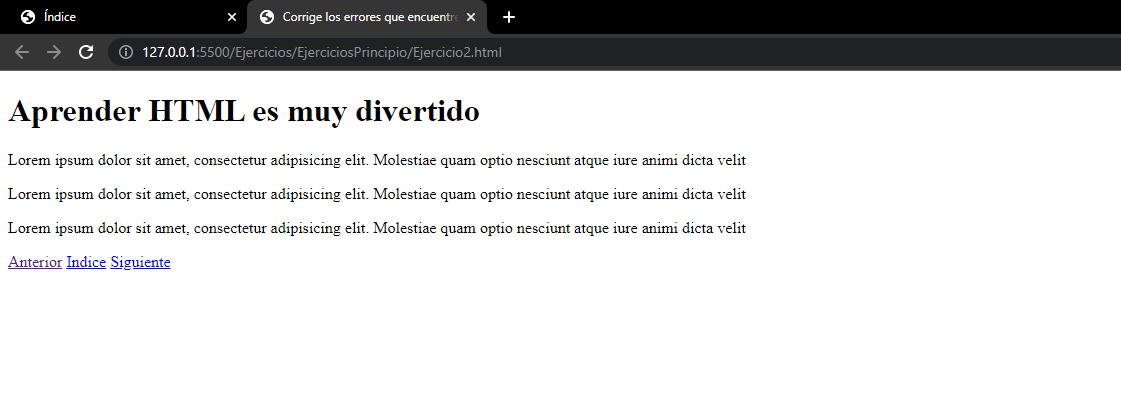 Índice
Corrige los errores que encuentre
127.0.0.1:5500/Ejercicios/EjerciciosPrincipio/Ejercicio2.html
Aprender HTML es muy divertido
Lorem ipsum dolor sit amet, consectetur adipisicing elit. Molestiae quam optio nesciunt atque iure animi dicta velit
Lorem ipsum dolor sit amet, consectetur adipisicing elit. Molestiae quam optio nesciunt atque iure animi dicta velit
Lorem ipsum dolor sit amet, consectetur adipisicing elit. Molestiae quam optio nesciunt atque iure animi dicta velit
Anterior Indice Siguiente